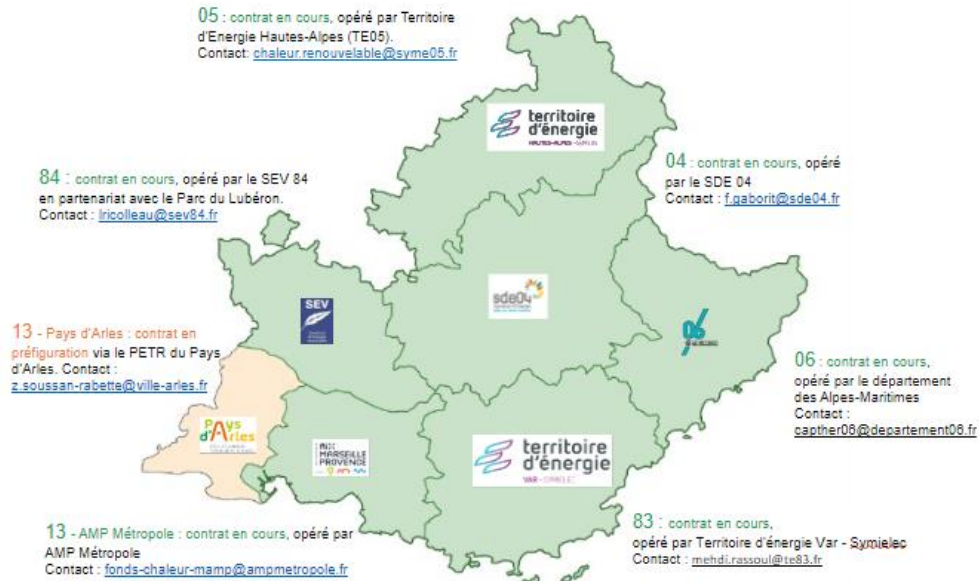 05 : contrat en cours, opéré par Territoire
d'Energie Hautes-Alpes (TE05).
Contact: chaleur.renouvelable@syme05.fr
territoire
d'énergie
HAUTES-ALPES - SyME05
84 : contrat en cours, opéré par le SEV 84
en partenariat avec le Parc du Lubéron.
Contact : lricolleau@sev84.fr
04 : contrat en cours, opéré
par le SDE 04
Contact : f.gaborit@sde04.fr
SEV
sde04
06
13 - Pays d'Arles : contrat en
préfiguration via le PETR du Pays
d'Arles. Contact :
z.soussan-rabette@ville-arles.fr
06 : contrat en cours,
opéré par le département
des Alpes-Maritimes
Contact :
capther06@departement06.fr
Pays
d'Arles
AIX
MARSEILLE
PROVENCE
territoire
d'énergie
VAR - SYMIELEC
13 - AMP Métropole : contrat en cours, opéré par
AMP Métropole
Contact : fonds-chaleur-mamp@ampmetropole.fr
83 : contrat en cours,
opéré par Territoire d'énergie Var - Symielec
Contact : mehdi.rassoul@te83.fr